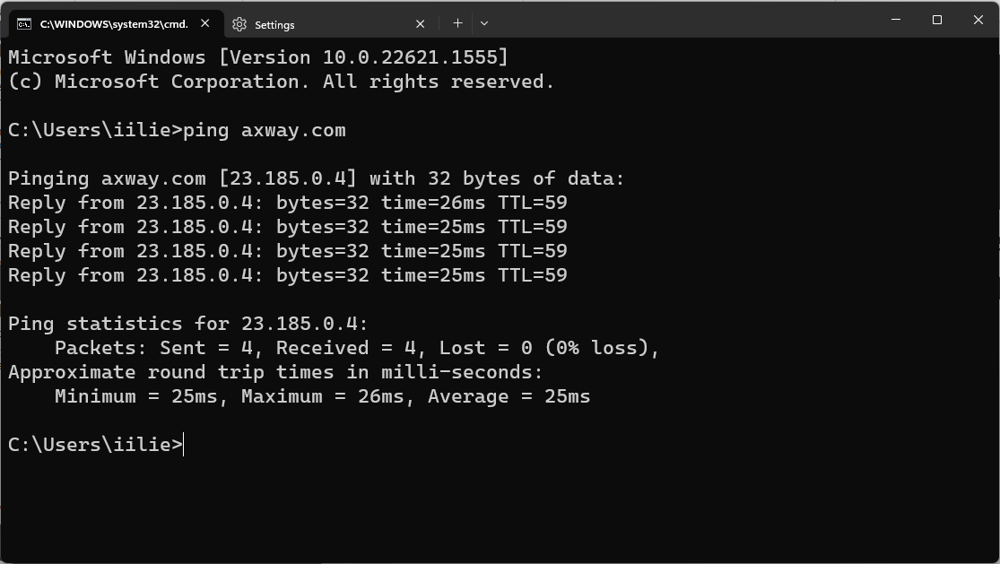 C:\WINDOWS\system32\cmd.
Settings
Microsoft Windows [Version 10.0.22621.1555]
(c) Microsoft Corporation. All rights reserved.
C:\Users\iilie>ping axway.com
Pinging axway.com [23.185.0.4] with 32 bytes of data:
Reply from 23.185.0.4: bytes=32 time=26ms TTL=59
Reply from 23.185.0.4: bytes=32 time=25ms TTL=59
Reply from 23.185.0.4: bytes=32 time=25ms TTL=59
Reply from 23.185.0.4: bytes=32 time=25ms TTL=59
Ping statistics for 23.185.0.4:
    Packets: Sent = 4, Received = 4, Lost = 0 (0% loss),
Approximate round trip times in milli-seconds:
    Minimum = 25ms, Maximum = 26ms, Average = 25ms
C:\Users\iilie>